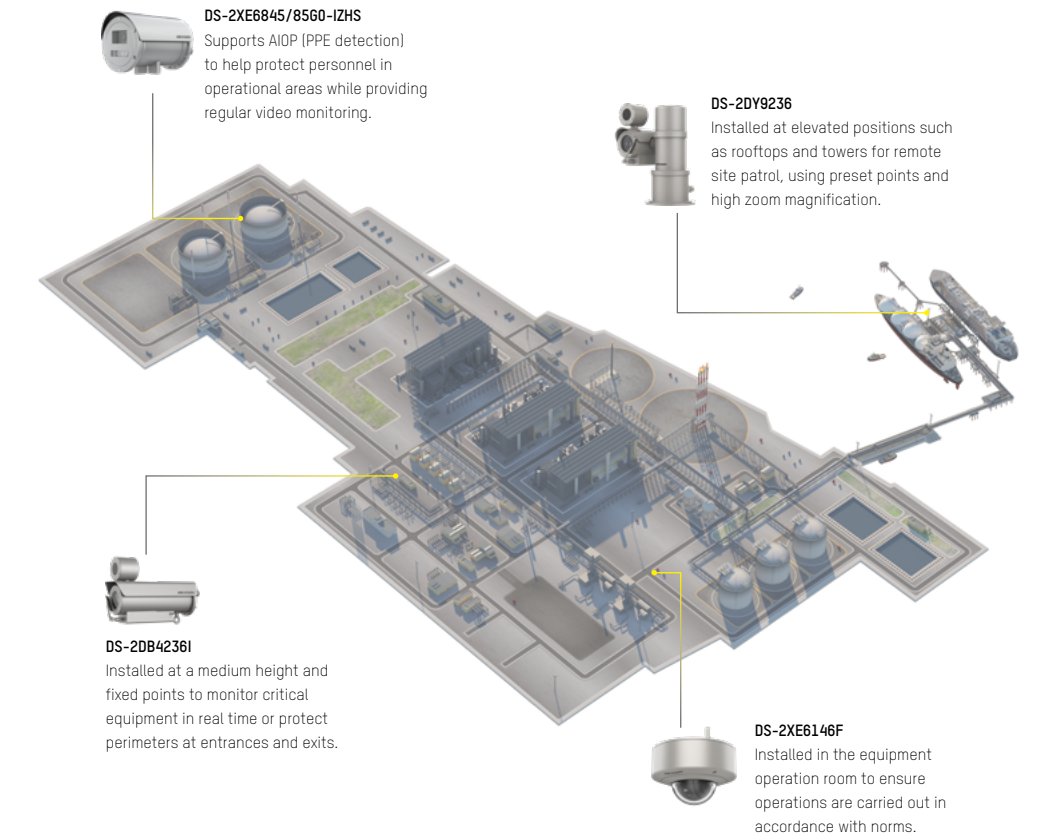 DS-2XE6845/85G0-IZHS
Supports AIOP (PPE detection)
to help protect personnel in
operational areas while providing
regular video monitoring.
DS-2DY9236
Installed at elevated positions such
as rooftops and towers for remote
site patrol, using preset points and
high zoom magnification.
DS-2DB4236I
Installed at a medium height and
fixed points to monitor critical
equipment in real time or protect
perimeters at entrances and exits.
DS-2XE6146F
Installed in the equipment
operation room to ensure
operations are carried out in
accordance with norms.